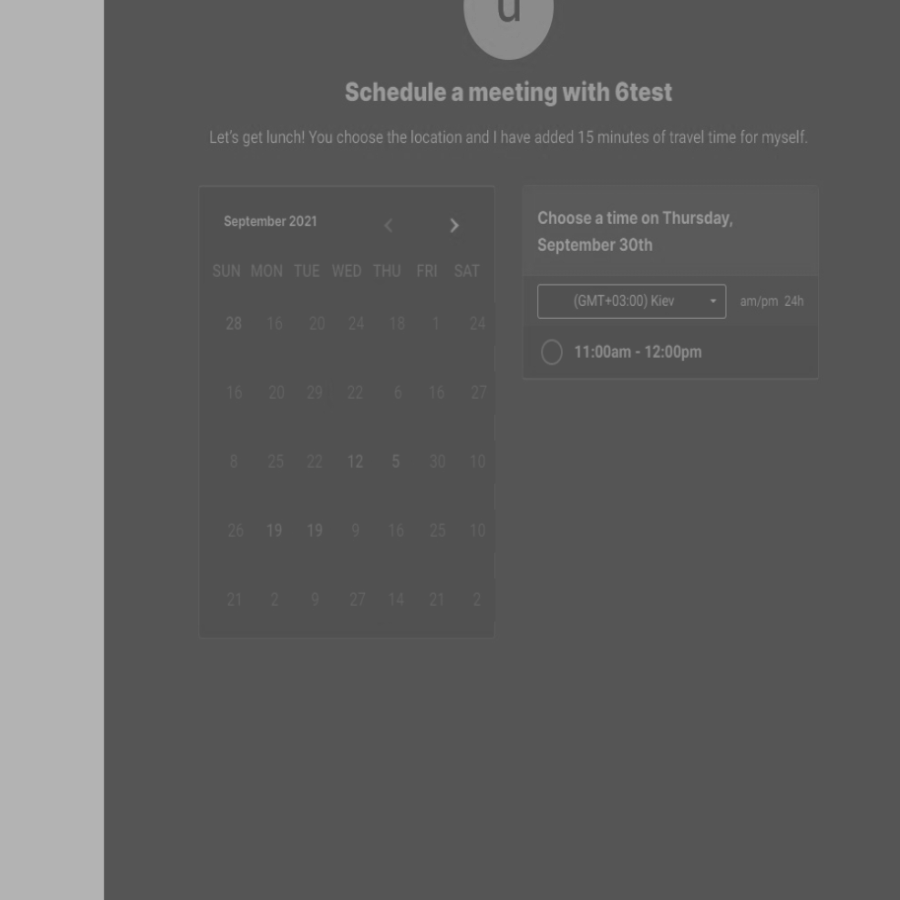 u
Schedule a meeting with 6test
Let's get lunch! You choose the location and I have added 15 minutes of travel time for myself.
September 2021
SUN MON TUE WED THU FRI SAT
28 16 20 24 18 1 24
16 20 29 22 6 16 27
8 25 22 12 5 30 10
26 19 19 9 16 25 10
21 2 9 27 14 21 2
Choose a time on Thursday,
September 30th
(GMT+03:00) Kiev am/pm 24h
11:00am - 12:00pm